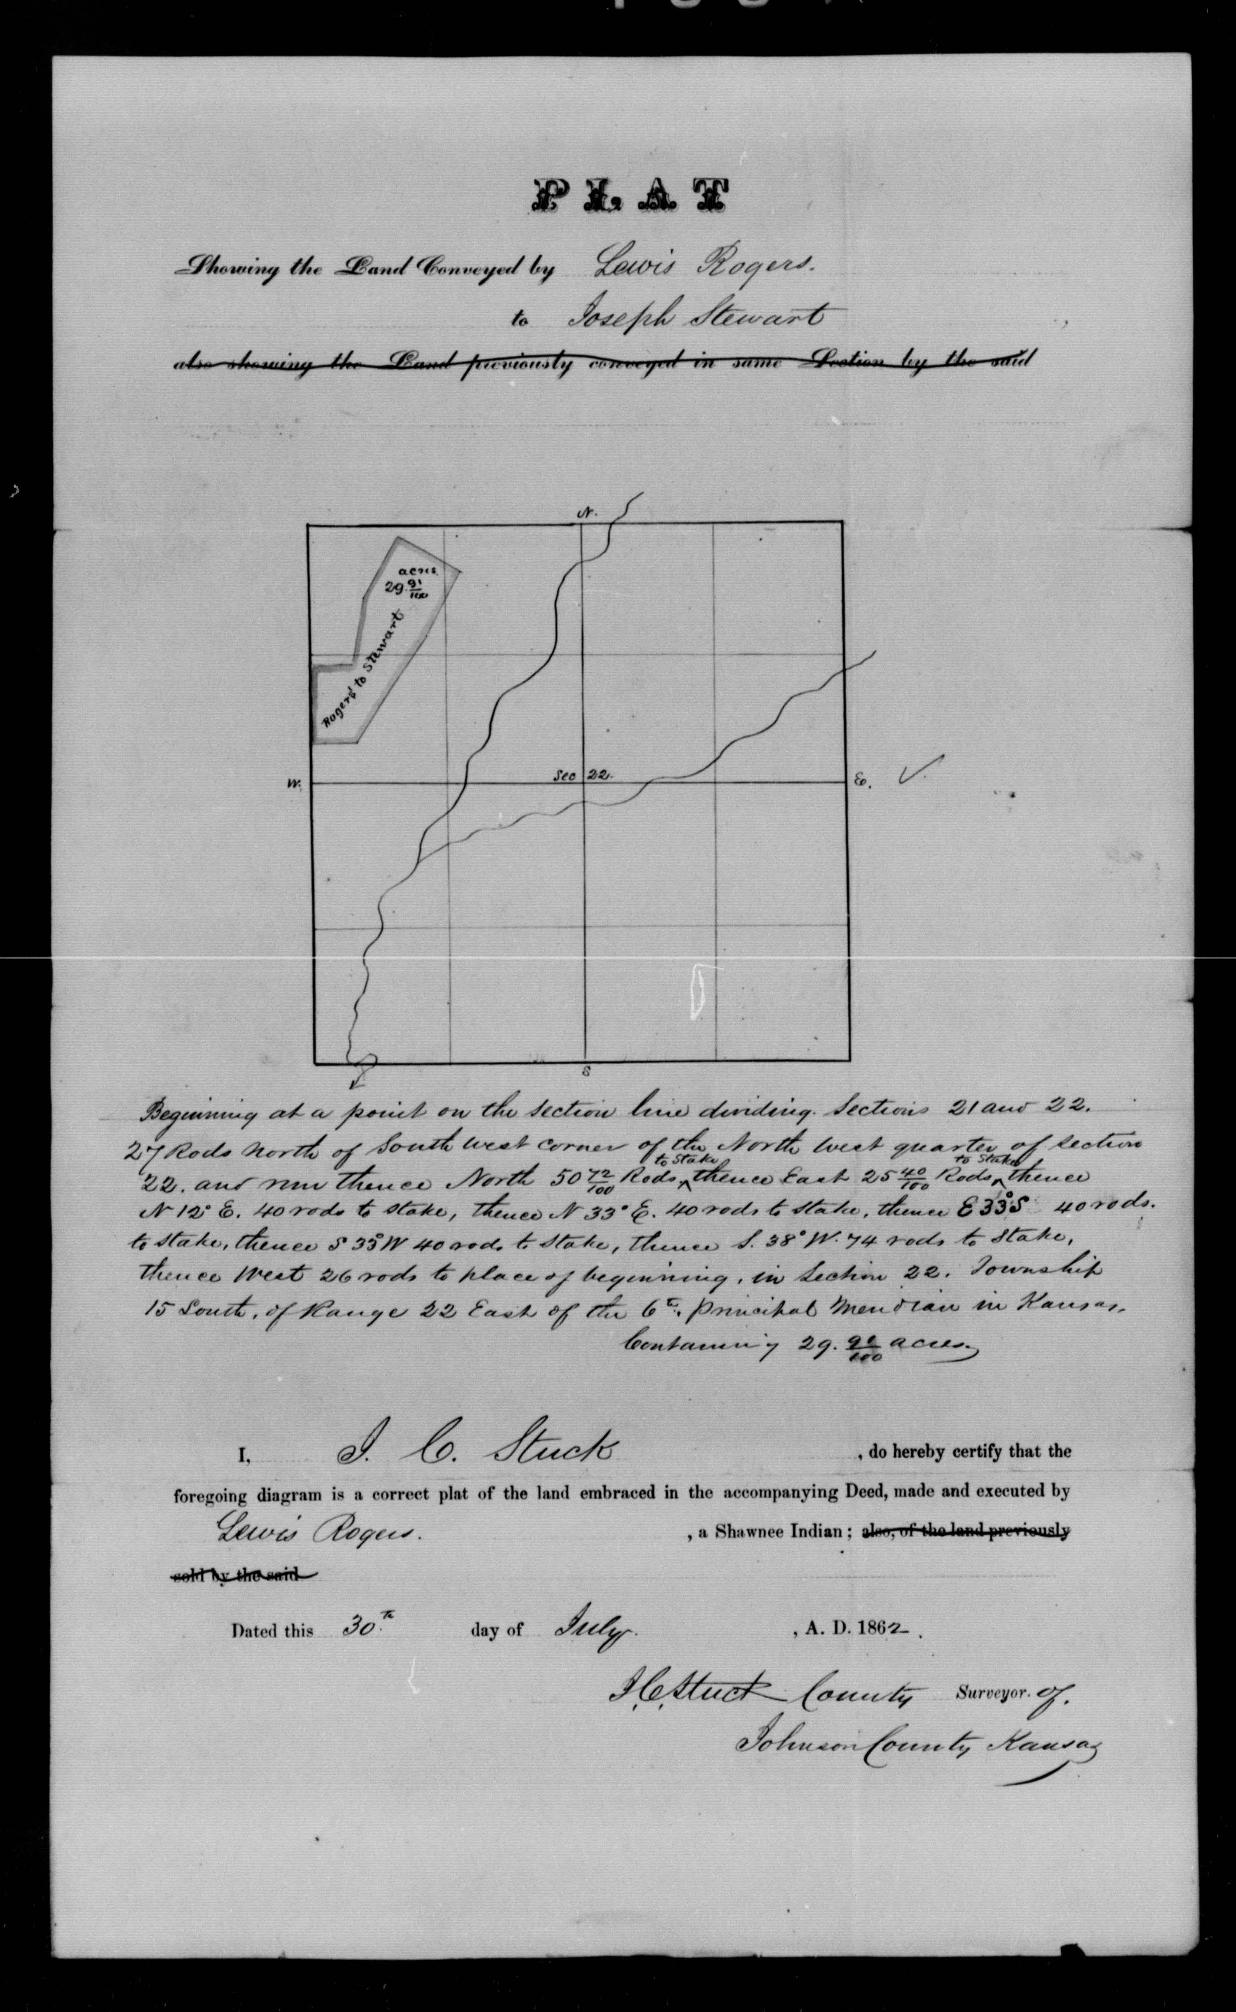 PLAT
Showing the Land Conveyed by Lewis Rogers.
to Joseph Stewart
also showing the Land previously conveyed in same Section by the said
N.
acres
29 91/100
Rogers to Stewart
W.
Sec 22.
E.
S
Beginning at a point on the section line dividing Sections 21 and 22.
27 Rods North of South West corner of the North West quarter of section
to Stake to Stake
22. and run thence North 50 72/100 Rods, thence East 25 40/100 Rods, thence
N 12° E. 40 rods to stake, thence N 33° E. 40 rods to stake, thence E 33° S 40 rods.
to stake, thence S 33° W 40 rods to stake, thence S. 38° W. 74 rods to stake,
thence West 26 rods to place of beginning, in Section 22. Township
15 South, of Range 22 East of the 6th. principal Meridian in Kansas.
Containing 29. 91/100 acres.
I, J. C. Stuck , do hereby certify that the
foregoing diagram is a correct plat of the land embraced in the accompanying Deed, made and executed by
Lewis Rogers. , a Shawnee Indian ; also, of the land previously
sold by the said
Dated this 30th day of July. , A. D. 1862.
J. C. Stuck County Surveyor. of.
Johnson County Kansas